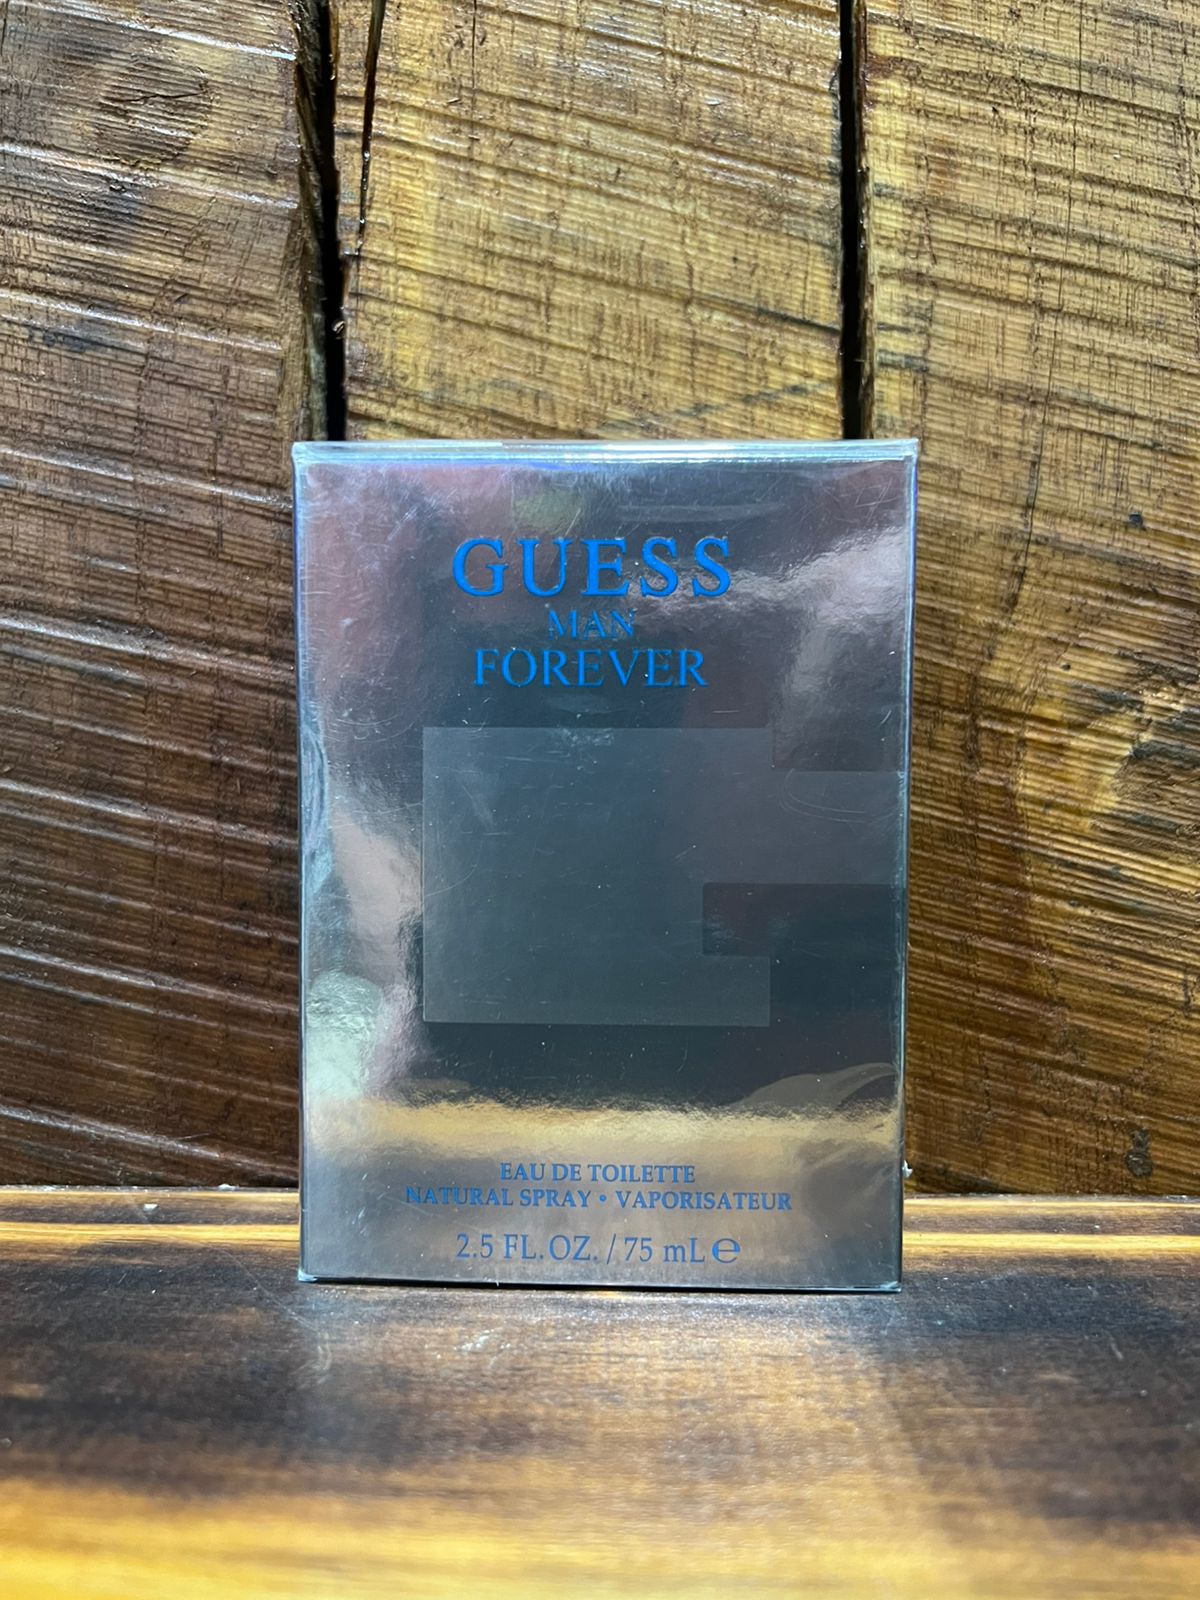 GUESS
MAN
FOREVER
EAU DE TOILETTE
NATURAL SPRAY • VAPORISATEUR
2.5 FL.OZ. / 75 mL ℮